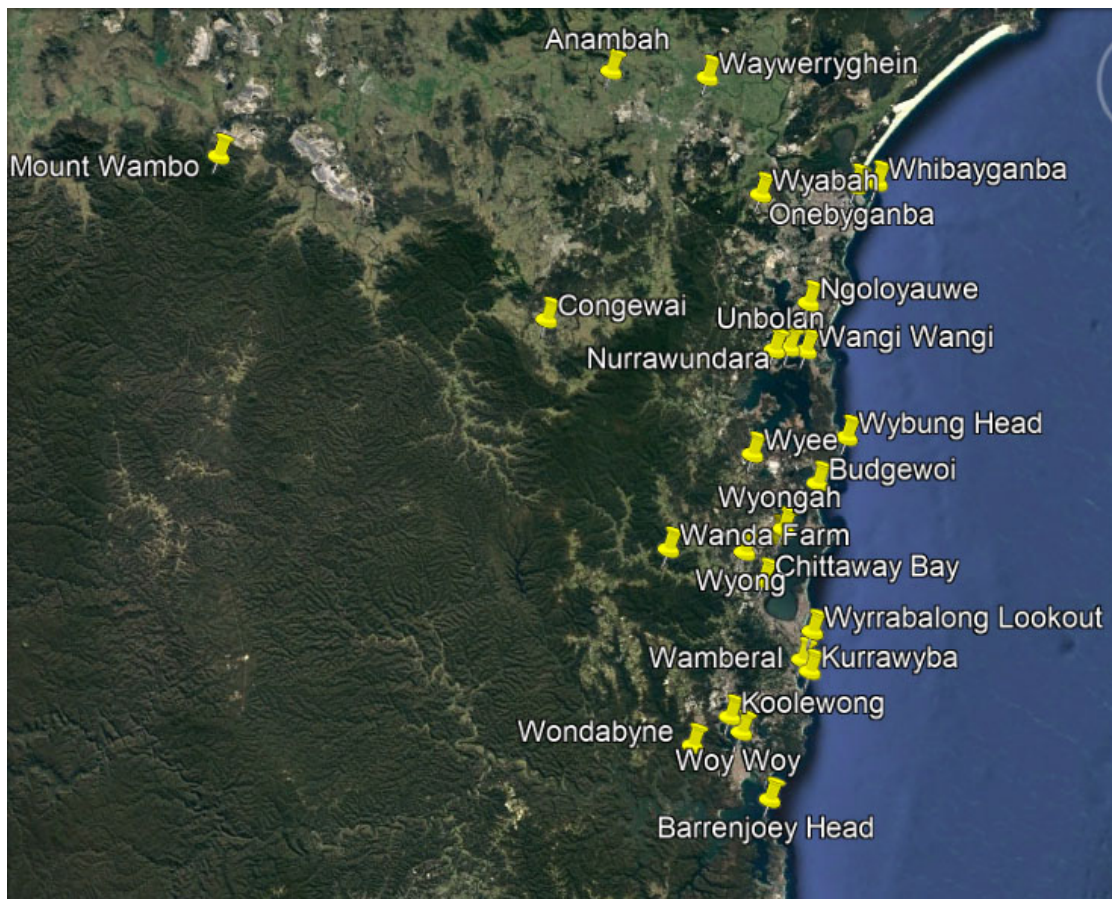 Anambah
Waywerryghein
Mount Wambo
Whibayganba
Wyabah
Onebyganba
Ngoloyauwe
Congewai
Unbolan
Wangi Wangi
Nurrawundara
Wybung Head
Wyee
Budgewoi
Wyongah
Wanda Farm
Chittaway Bay
Wyong
Wyrrabalong Lookout
Wamberal
Kurrawyba
Koolewong
Wondabyne
Woy Woy
Barrenjoey Head